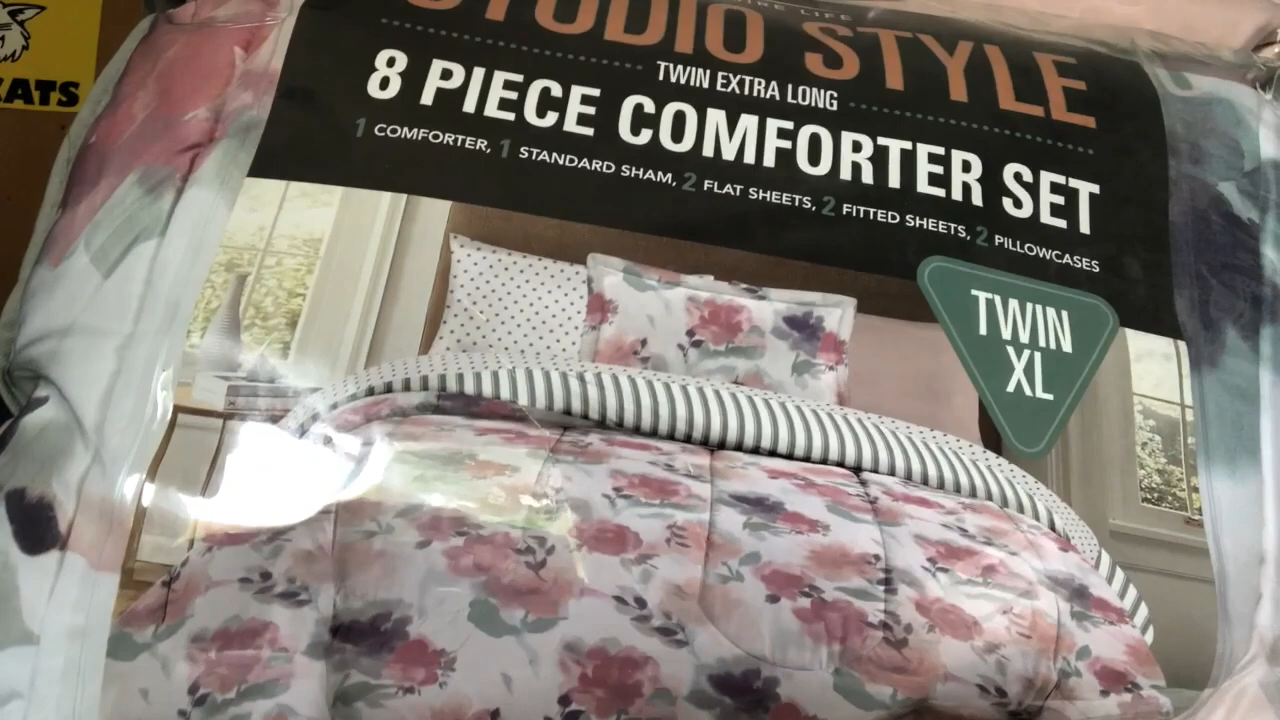 STUDIO STYLE
TWIN EXTRA LONG
8 PIECE COMFORTER SET
1 COMFORTER, 1 STANDARD SHAM, 2 FLAT SHEETS, 2 FITTED SHEETS, 2 PILLOWCASES
TWIN
XL